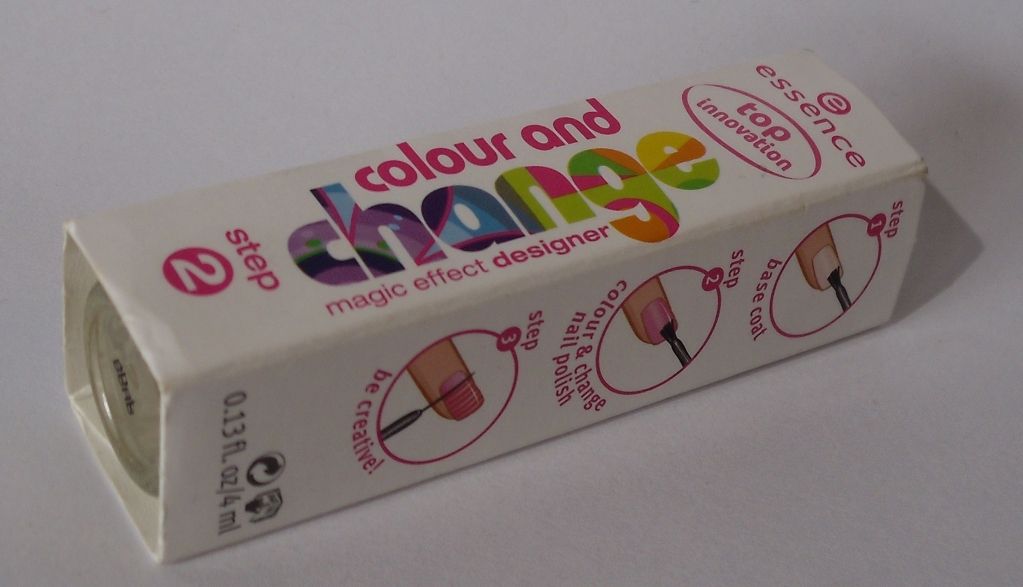 e
essence
top
innovation
colour and
change
magic effect designer
step
2
step
1
base coat
step
2
colour & change
nail polish
step
3
be creative!
0.13 fl. oz/4 ml